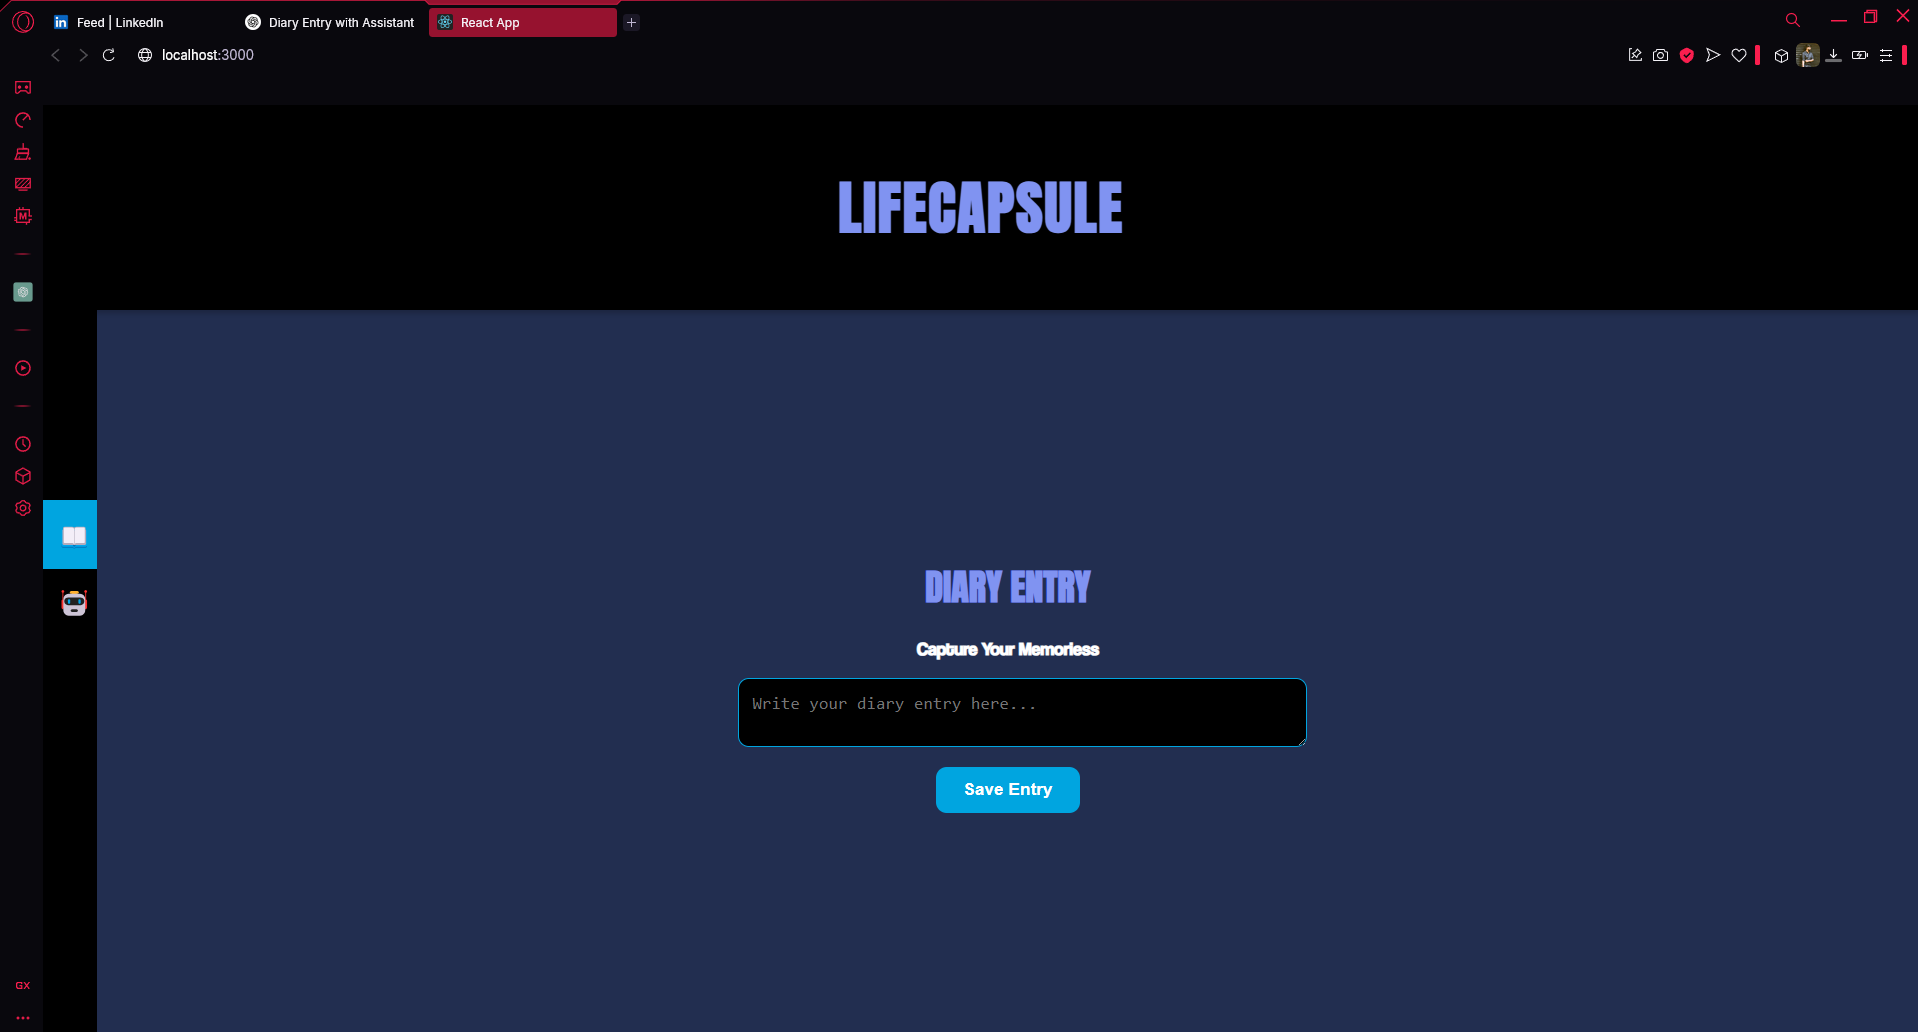 Feed | LinkedIn
Diary Entry with Assistant
React App
localhost:3000
LIFECAPSULE
DIARY ENTRY
Capture Your Memoriess
Write your diary entry here...
Save Entry
GX